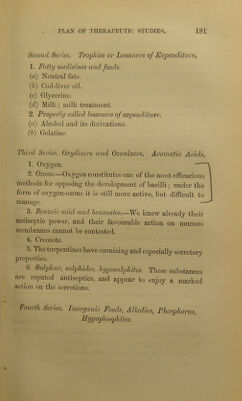 PLAN OF THERAPEUTIC STUDIES. 181
Second Series. Trophics or Lesseners of Expenditure.
1. Fatty medicines and foods.
(a) Neutral fats.
(b) Cod-liver oil.
(c) Glycerine.
(d) Milk; milk treatment.
2. Properly called lesseners of expenditure.
(a) Alcohol and its derivations.
(b) Gelatine.
Third Series. Oxydizers and Ozonizers. Aromatic Acids.
1. Oxygen.
2. Ozone.—Oxygen constitutes one of the most efficacious
methods for opposing the development of bacilli; under the
form of oxygen-ozone it is still more active, but difficult to
manage.
3. Benzoic acid and benzoates.—We know already their
antiseptic power, and their favourable action on mucous
membranes cannot be contested.
4. Creosote.
5. The turpentines have ozonizing and especially secretory
properties.
6. Sulphur, sulphides, hyposulphites. These substances
are reputed antiseptics, and appear to enjoy a marked
action on the secretions.
Fourth Series. Inorganic Foods, Alkalies, Phosphorus,
Hypophosphites.